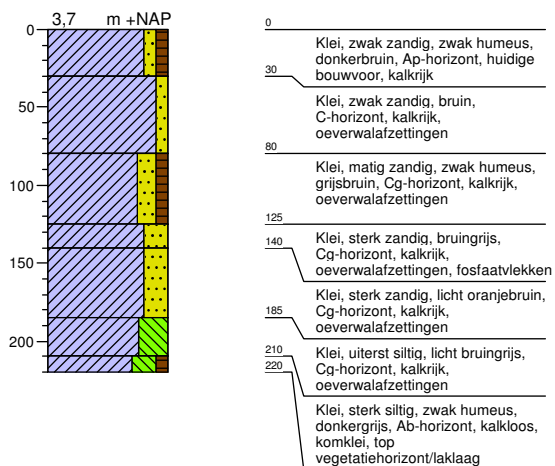 3,7 m +NAP
0
50
100
150
200
0
Klei, zwak zandig, zwak humeus,
donkerbruin, Ap-horizont, huidige
bouwvoor, kalkrijk
30
Klei, zwak zandig, bruin,
C-horizont, kalkrijk,
oeverwalafzettingen
80
Klei, matig zandig, zwak humeus,
grijsbruin, Cg-horizont, kalkrijk,
oeverwalafzettingen
125
Klei, sterk zandig, bruingrijs,
140
Cg-horizont, kalkrijk,
oeverwalafzettingen, fosfaatvlekken
Klei, sterk zandig, licht oranjebruin,
Cg-horizont, kalkrijk,
185
oeverwalafzettingen
210
Klei, uiterst siltig, licht bruingrijs,
220
Cg-horizont, kalkrijk,
oeverwalafzettingen
Klei, sterk siltig, zwak humeus,
donkergrijs, Ab-horizont, kalkloos,
komklei, top
vegetatiehorizont/laklaag